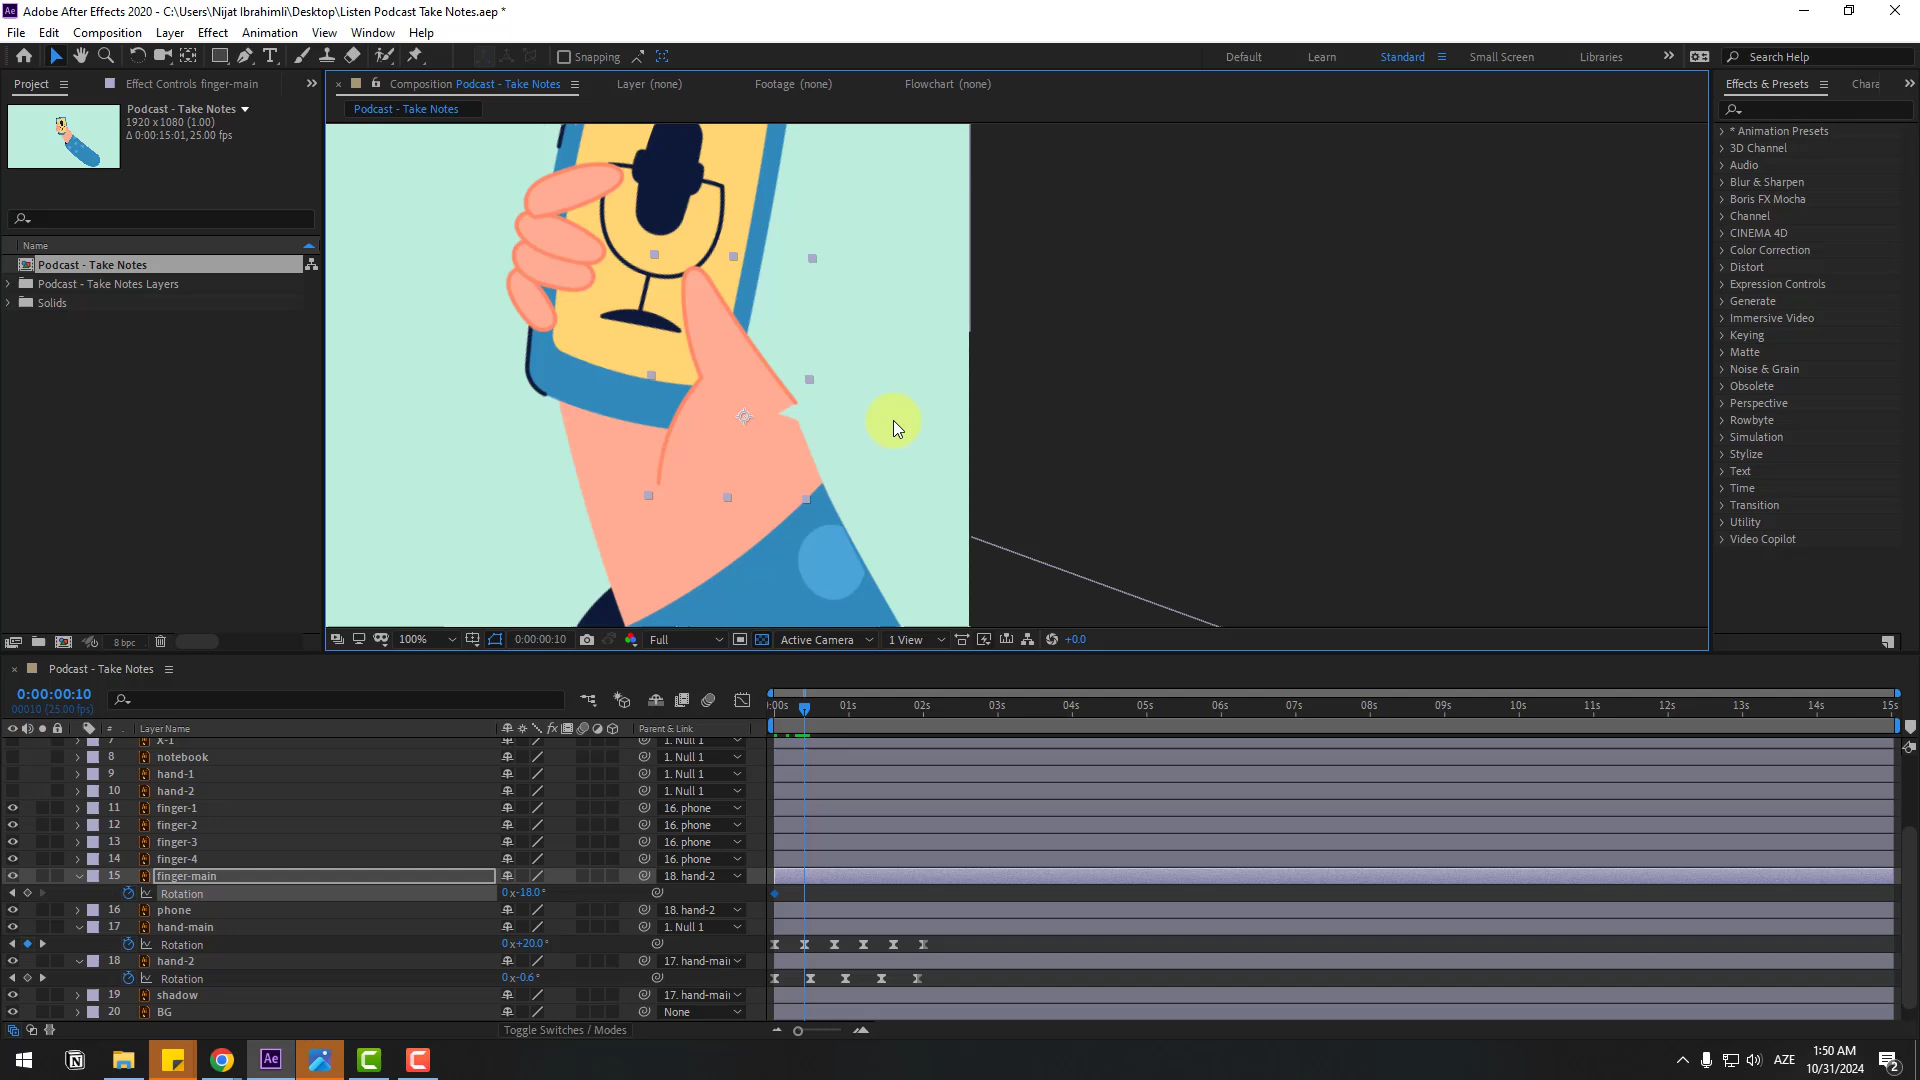 Adobe After Effects 2020 - C:\Users\Nijat Ibrahimli\Desktop\Listen Podcast Take Notes.aep *
File Edit Composition Layer Effect Animation View Window Help
Snapping Default Learn Standard Small Screen Libraries Search Help
Project Effect Controls finger-main Composition Podcast - Take Notes Layer (none) Footage (none) Flowchart (none) Effects & Presets Chara
Podcast - Take Notes
Podcast - Take Notes
1920 x 1080 (1.00)
Δ 0:00:15:01, 25.00 fps
* Animation Presets
3D Channel
Audio
Blur & Sharpen
Boris FX Mocha
Channel
CINEMA 4D
Color Correction
Distort
Expression Controls
Generate
Immersive Video
Keying
Matte
Noise & Grain
Obsolete
Perspective
Rowbyte
Simulation
Stylize
Text
Time
Transition
Utility
Video Copilot
Name
Podcast - Take Notes
Podcast - Take Notes Layers
Solids
8 bpc
100% 0:00:00:10 Full Active Camera 1 View +0.0
Podcast - Take Notes
0:00:00:10
00010 (25.00 fps)
:00s 01s 02s 03s 04s 05s 06s 07s 08s 09s 10s 11s 12s 13s 14s 15s
# Layer Name Parent & Link
7 X-1 1. Null 1
8 notebook 1. Null 1
9 hand-1 1. Null 1
10 hand-2 1. Null 1
11 finger-1 16. phone
12 finger-2 16. phone
13 finger-3 16. phone
14 finger-4 16. phone
15 finger-main 18. hand-2
Rotation 0x-18.0°
16 phone 18. hand-2
17 hand-main 1. Null 1
Rotation 0x+20.0°
18 hand-2 17. hand-mai
Rotation 0x-0.6°
19 shadow 17. hand-mai
20 BG None
Toggle Switches / Modes
AZE
1:50 AM
10/31/2024
2